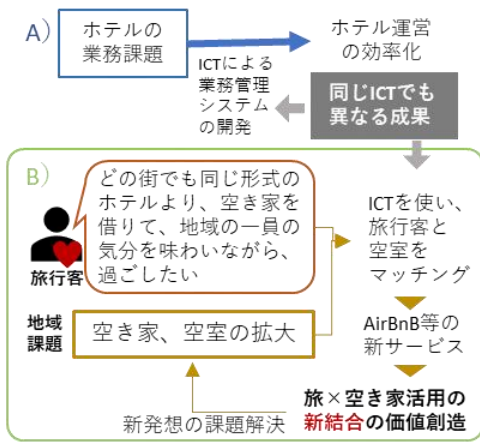 A）
ホテルの
業務課題
ホテル運営
の効率化
ICTによる
業務管理
システム
の開発
同じICTでも
異なる成果
B）
どの街でも同じ形式の
ホテルより、空き家を
借りて、地域の一員の
気分を味わいながら、
過ごしたい
旅行客
ICTを使い、
旅行客と
空室を
マッチング
地域
課題
空き家、空室の拡大
AirBnB等の
新サービス
旅×空き家活用の
新結合の価値創造
新発想の課題解決